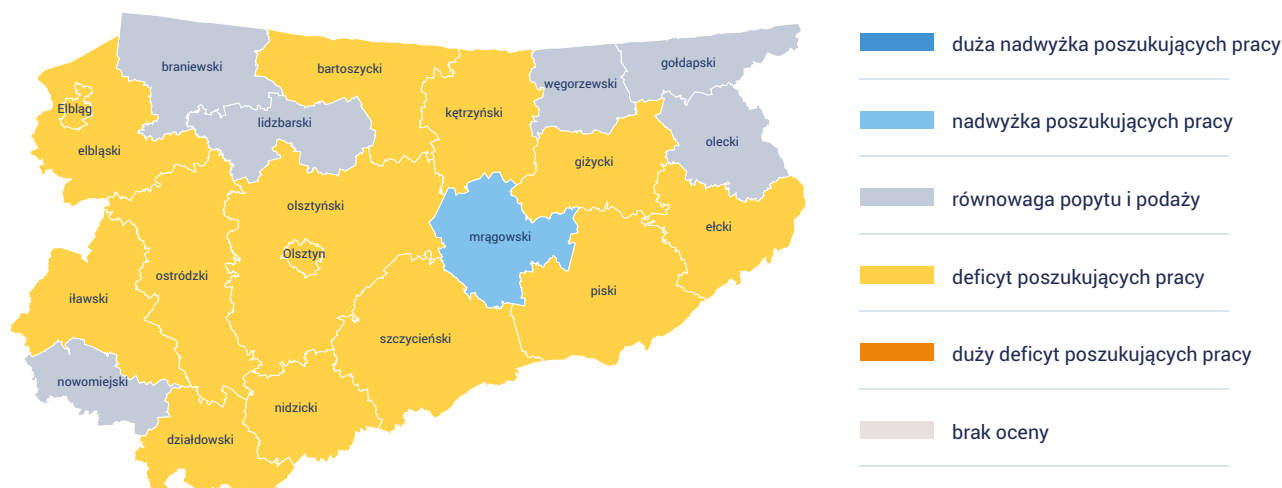 braniewski
bartoszycki
węgorzewski
gołdapski
Elbląg
lidzbarski
kętrzyński
olecki
elbląski
giżycki
olsztyński
mrągowski
ełcki
Olsztyn
ostródzki
iławski
piski
szczycieński
nowomiejski
nidzicki
działdowski
duża nadwyżka poszukujących pracy
nadwyżka poszukujących pracy
równowaga popytu i podaży
deficyt poszukujących pracy
duży deficyt poszukujących pracy
brak oceny